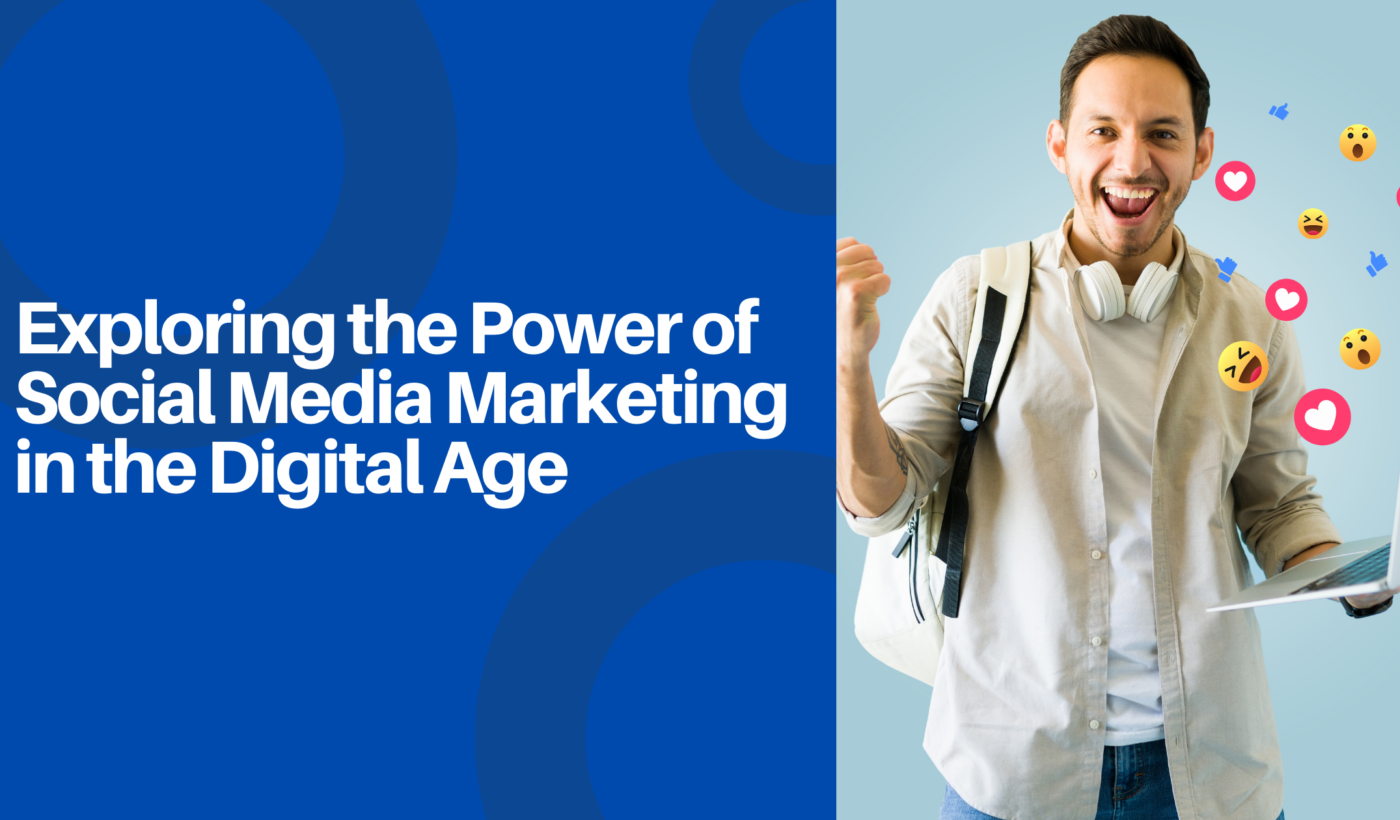 Exploring the Power of
Social Media Marketing
in the Digital Age